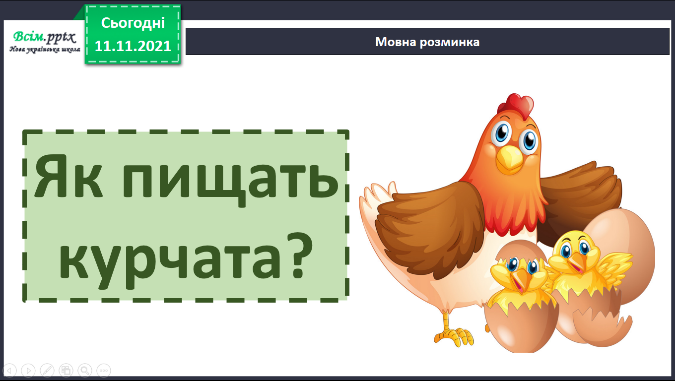 Всім.pptx
Нова українська школа
Сьогодні
11.11.2021
Мовна розминка
Як пищать
курчата?